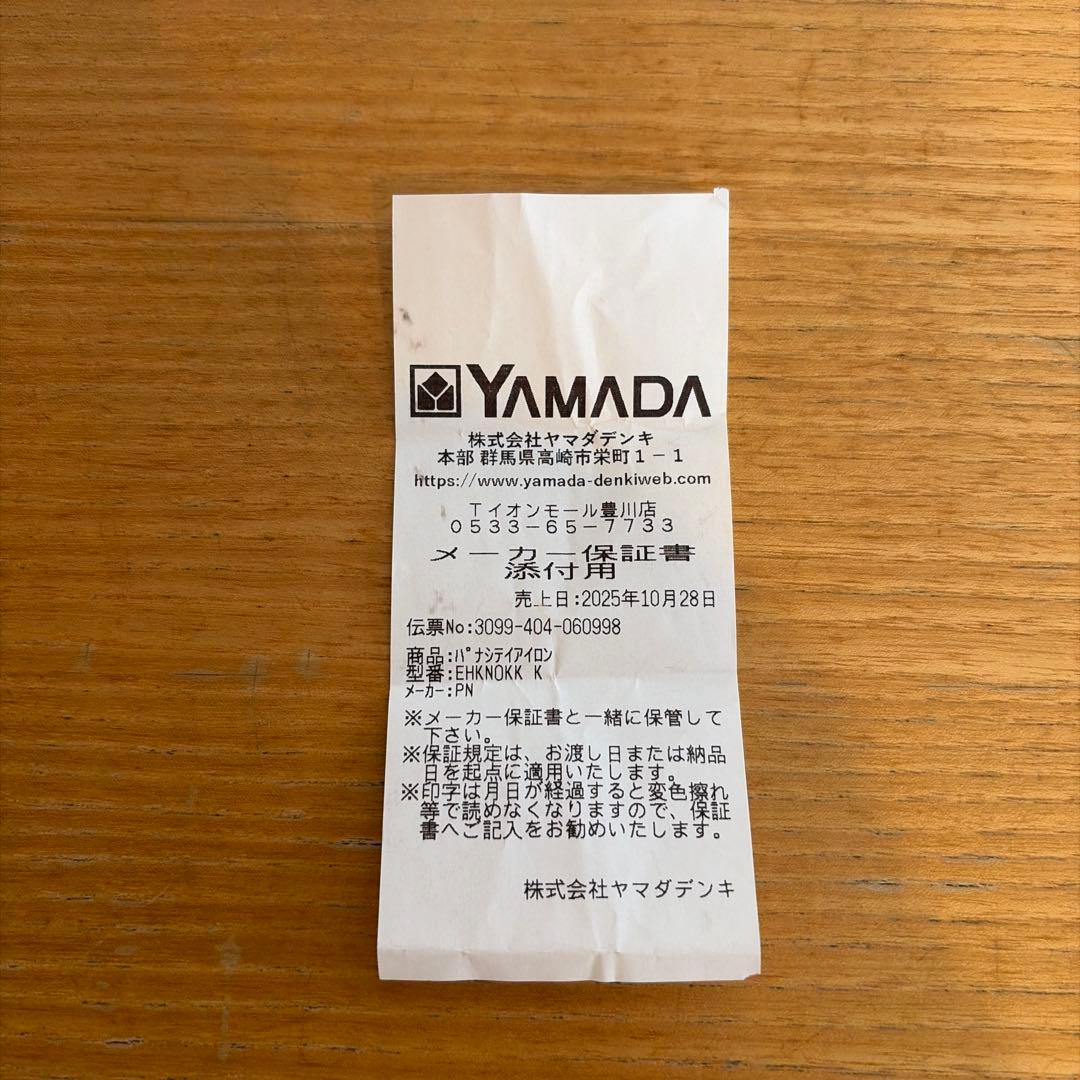 YAMADA
株式会社ヤマダデンキ
本部 群馬県高崎市栄町1-1
https://www.yamada-denkiweb.com
Tイオンモール豊川店
0533-65-7733
メーカー保証書
添付用
売上日:2025年10月28日
伝票No:3099-404-060998
商品:パナシテイアイロン
型番:EHKN0KK K
メーカー:PN
※メーカー保証書と一緒に保管して
下さい。
※保証規定は、お渡し日または納品
日を起点に適用いたします。
※印字は月日が経過すると変色擦れ
等で読めなくなりますので、保証
書へご記入をお勧めいたします。
株式会社ヤマダデンキ